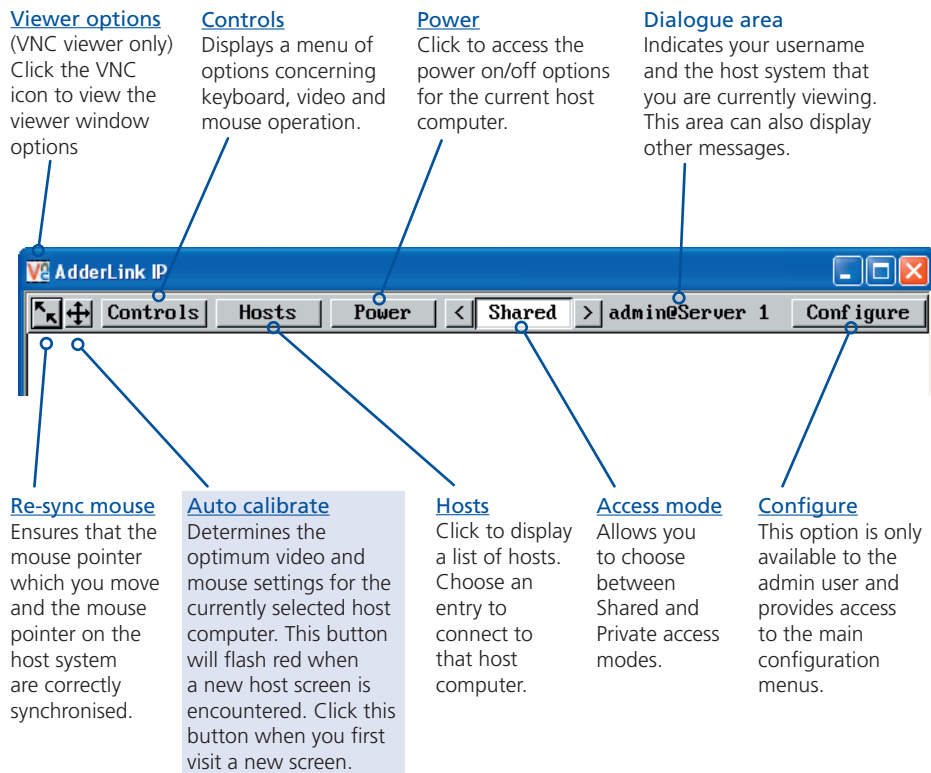 Viewer options
(VNC viewer only)
Click the VNC
icon to view the
viewer window
options
Controls
Displays a menu of
options concerning
keyboard, video and
mouse operation.
Power
Click to access the
power on/off options
for the current host
computer.
Dialogue area
Indicates your username
and the host system that
you are currently viewing.
This area can also display
other messages.
AdderLink IP
Controls Hosts Power < Shared > admin@Server 1 Configure
Re-sync mouse
Ensures that the
mouse pointer
which you move
and the mouse
pointer on the
host system
are correctly
synchronised.
Auto calibrate
Determines the
optimum video and
mouse settings for the
currently selected host
computer. This button
will flash red when
a new host screen is
encountered. Click this
button when you first
visit a new screen.
Hosts
Click to display
a list of hosts.
Choose an
entry to
connect to
that host
computer.
Access mode
Allows you
to choose
between
Shared and
Private access
modes.
Configure
This option is only
available to the
admin user and
provides access
to the main
configuration
menus.